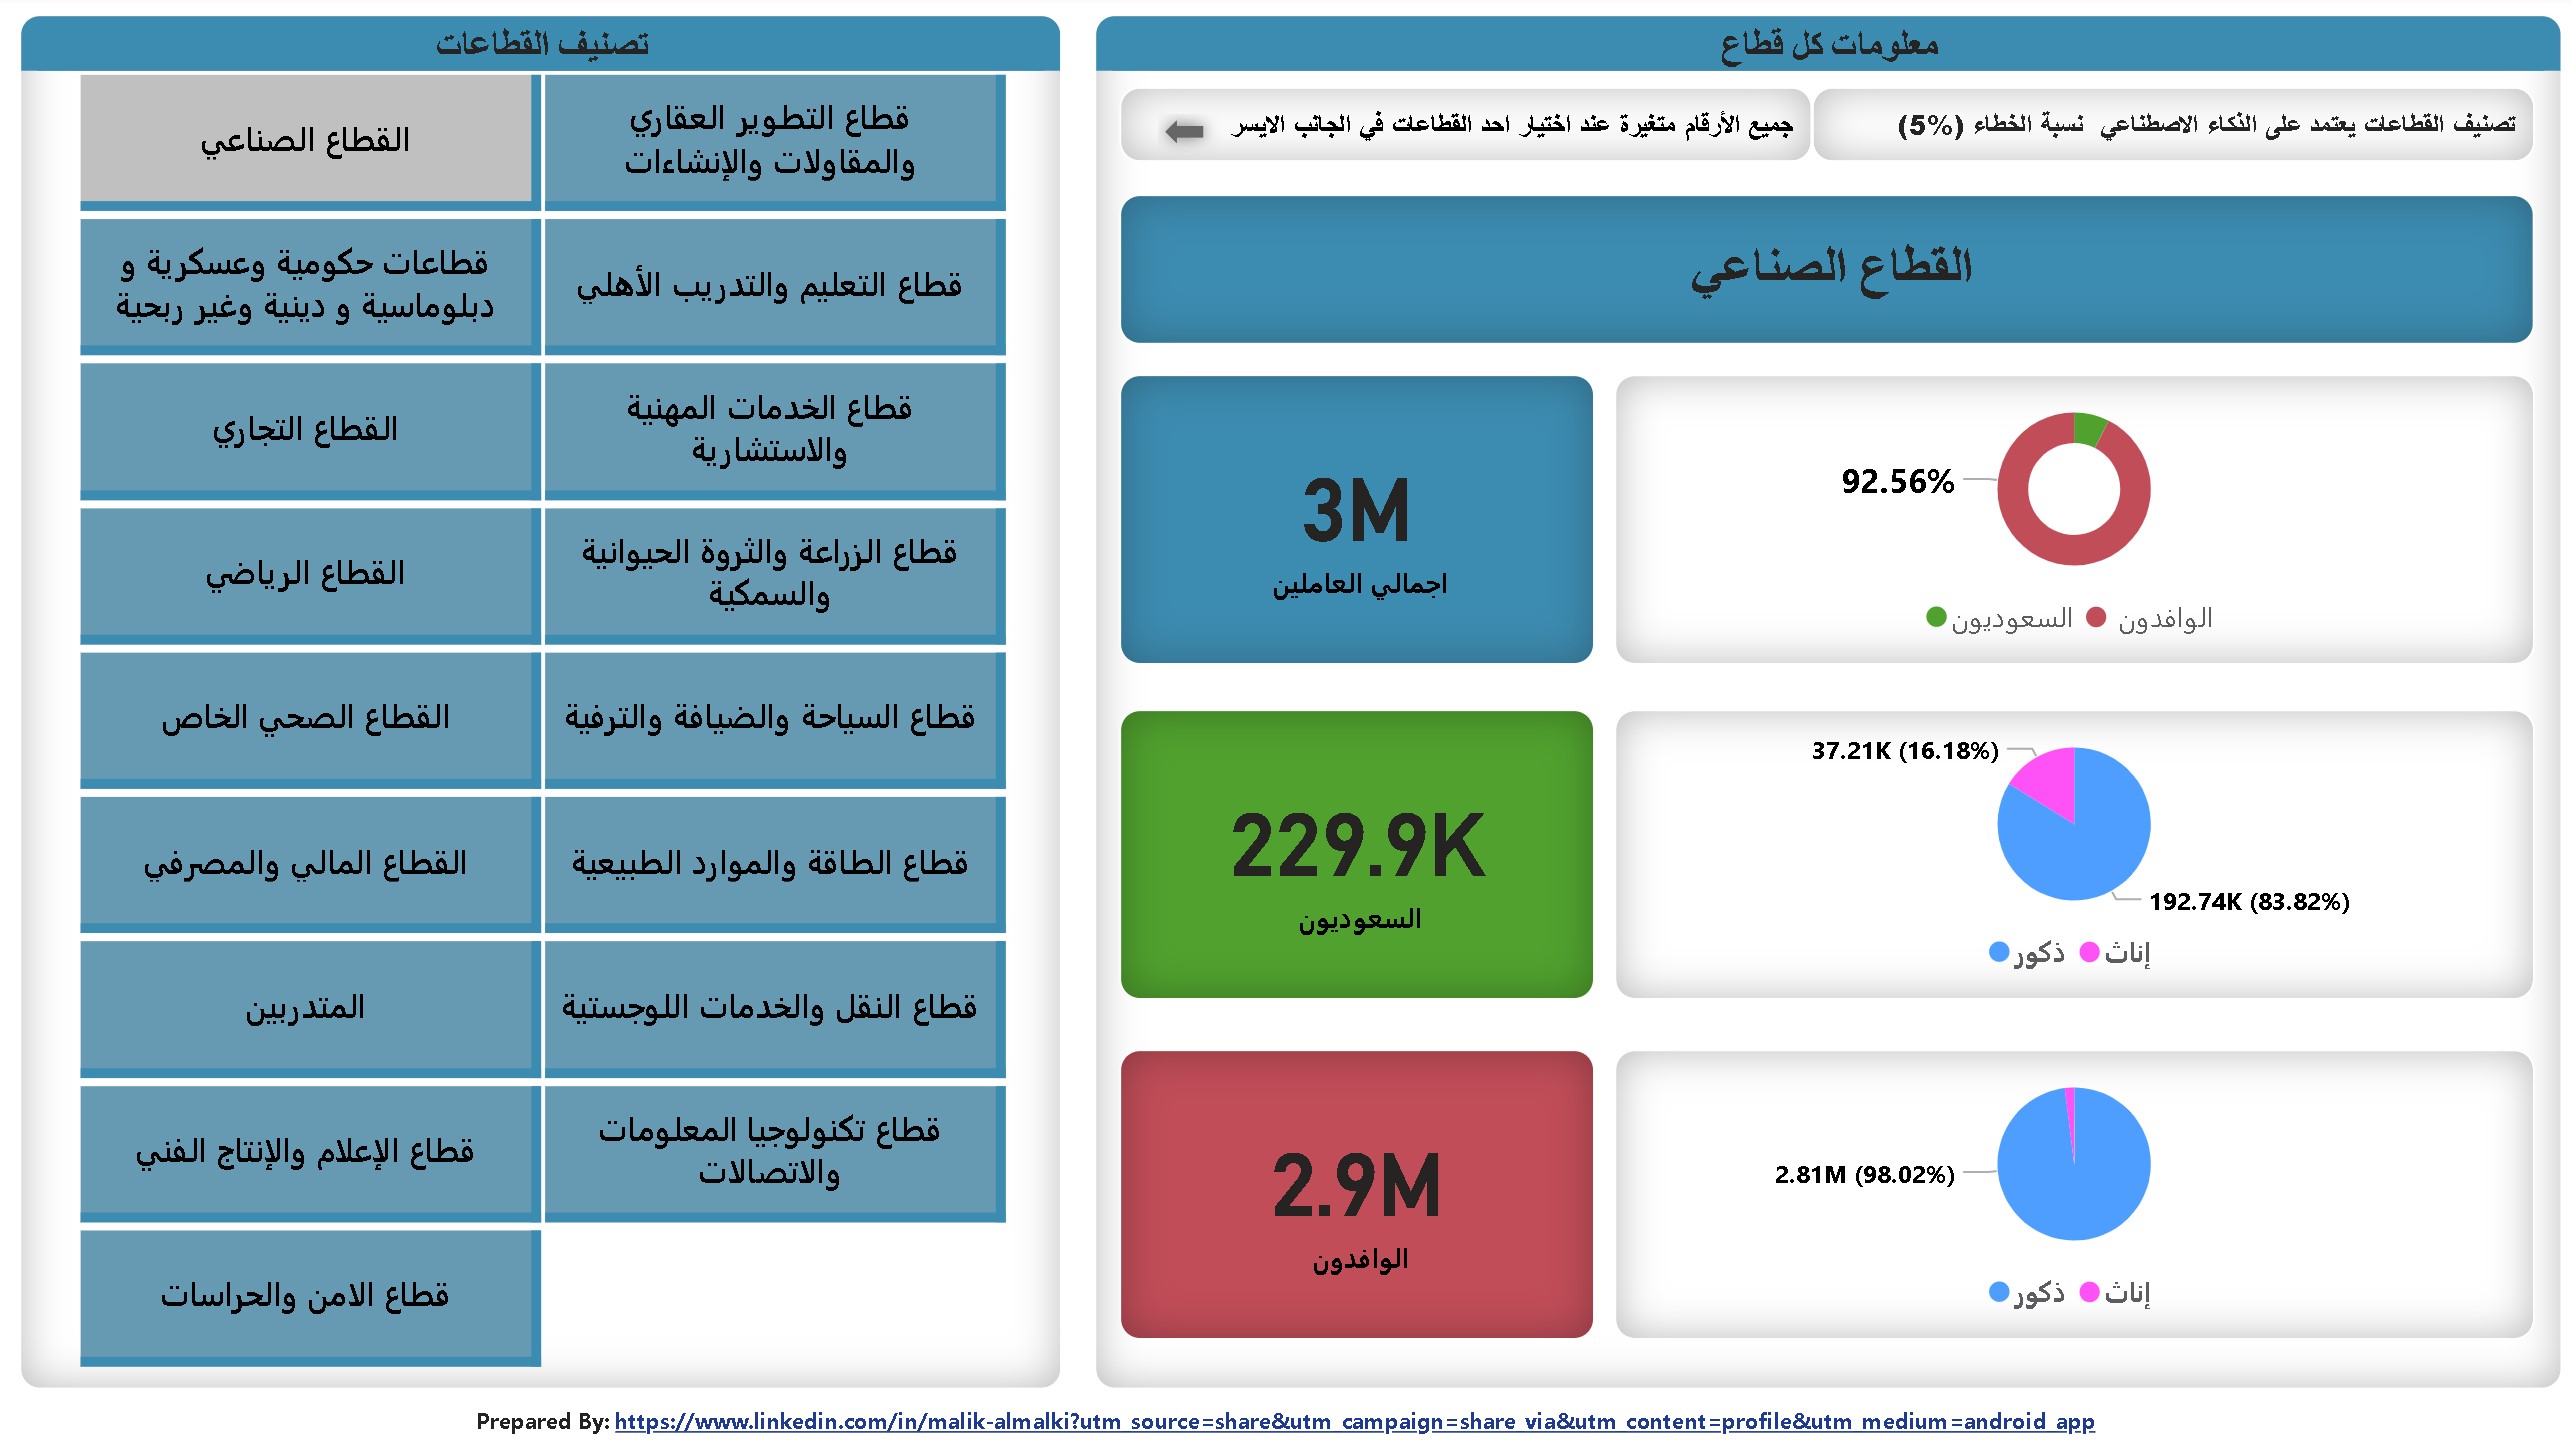 معلومات كل قطاع
تصنيف القطاعات يعتمد على الذكاء الاصطناعي نسبة الخطاء (5%)
جميع الأرقام متغيرة عند اختيار احد القطاعات في الجانب الايسر
القطاع الصناعي
3M
اجمالي العاملين
92.56%
السعوديون
الوافدون
229.9K
السعوديون
37.21K (16.18%)
192.74K (83.82%)
ذكور
إناث
2.9M
الوافدون
2.81M (98.02%)
ذكور
إناث
تصنيف القطاعات
قطاع التطوير العقاري
والمقاولات والإنشاءات
القطاع الصناعي
قطاع التعليم والتدريب الأهلي
قطاعات حكومية وعسكرية و
دبلوماسية و دينية وغير ربحية
قطاع الخدمات المهنية
والاستشارية
القطاع التجاري
قطاع الزراعة والثروة الحيوانية
والسمكية
القطاع الرياضي
قطاع السياحة والضيافة والترفية
القطاع الصحي الخاص
قطاع الطاقة والموارد الطبيعية
القطاع المالي والمصرفي
قطاع النقل والخدمات اللوجستية
المتدربين
قطاع تكنولوجيا المعلومات
والاتصالات
قطاع الإعلام والإنتاج الفني
قطاع الامن والحراسات
Prepared By: https://www.linkedin.com/in/malik-almalki?utm_source=share&utm_campaign=share_via&utm_content=profile&utm_medium=android_app